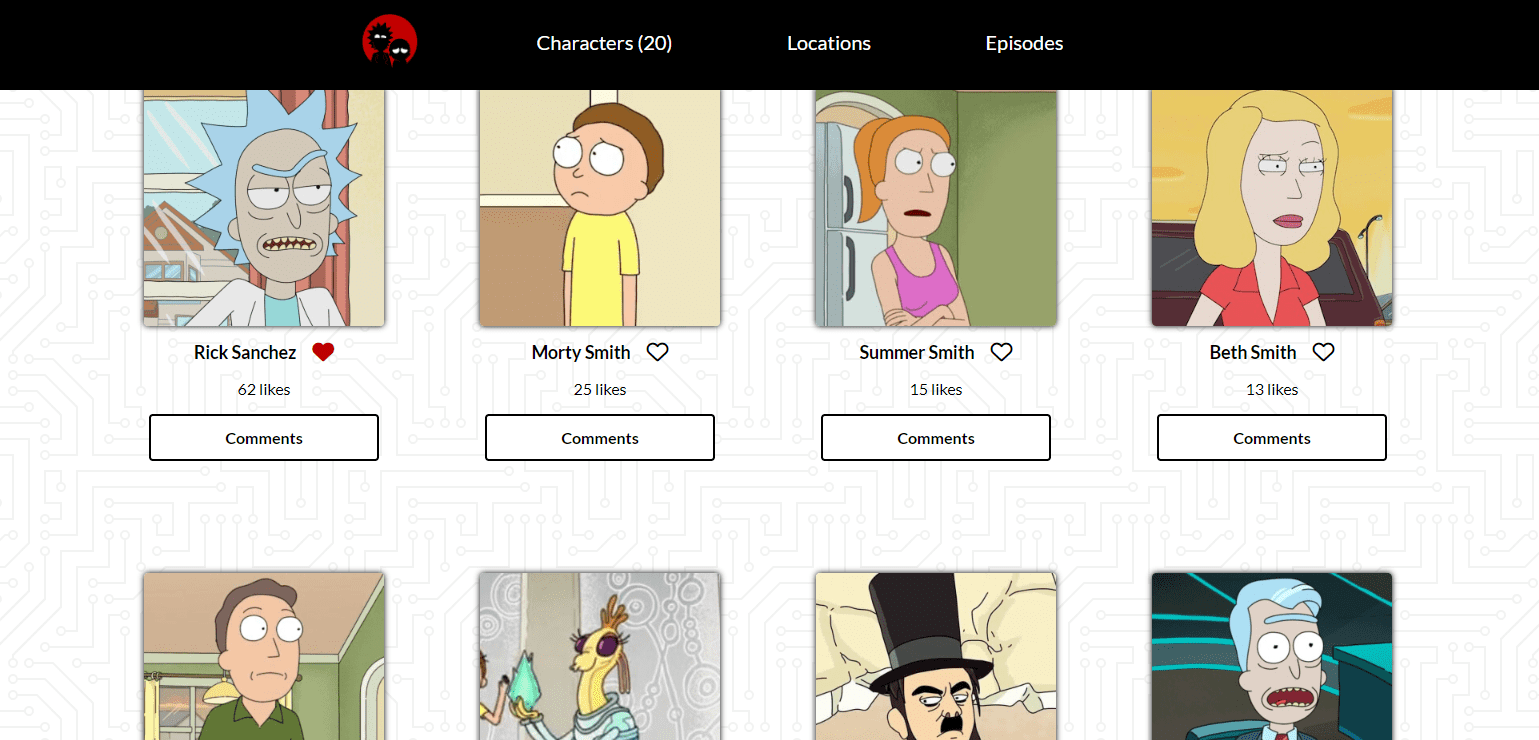 Characters (20) Locations Episodes
Rick Sanchez Morty Smith Summer Smith Beth Smith
62 likes 25 likes 15 likes 13 likes
Comments Comments Comments Comments